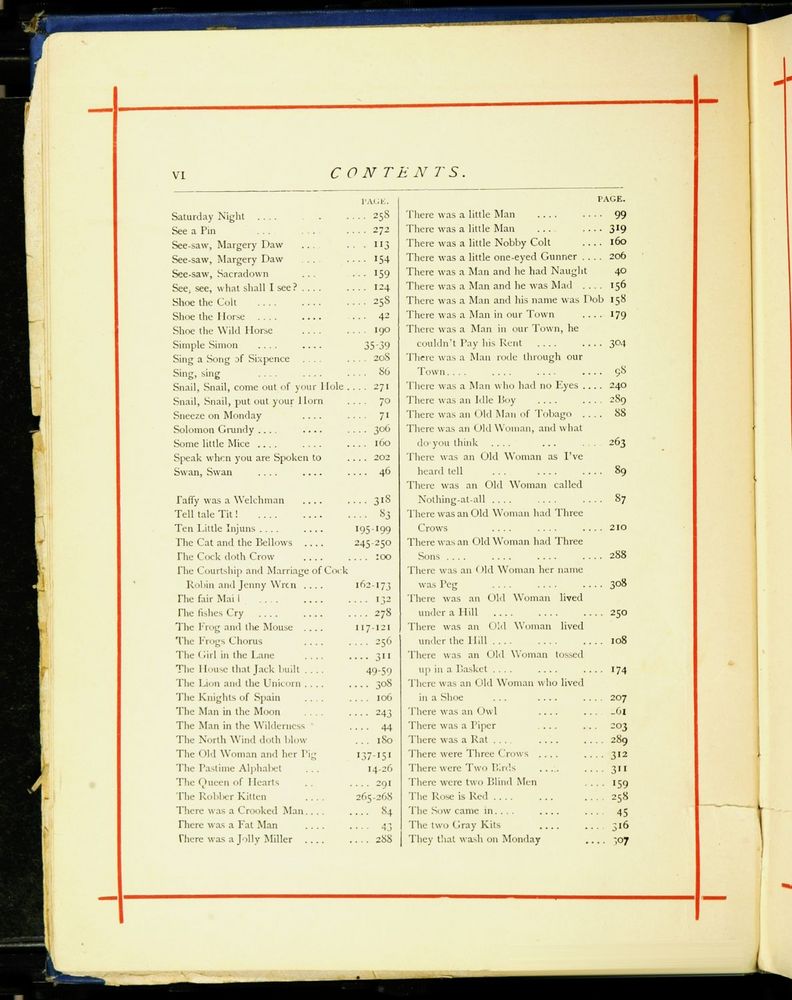 VI
CONTENTS.
PAGE.
Saturday Night .... . .... 258
See a Pin ... ... .... 272
See-saw, Margery Daw ... ... 113
See-saw, Margery Daw .... .... 154
See-saw, Sacradown ... ... 159
See, see, what shall I see? .... .... 124
Shoe the Colt .... .... .... 258
Shoe the Horse .... .... ... 42
Shoe the Wild Horse .... .... 190
Simple Simon .... .... 35-39
Sing a Song of Sixpence .... .... 208
Sing, sing .... .... .... 86
Snail, Snail, come out of your Hole .... 271
Snail, Snail, put out your Horn .... 70
Sneeze on Monday .... .... 71
Solomon Grundy .... .... .... 306
Some little Mice .... .... .... 160
Speak when you are Spoken to .... 202
Swan, Swan .... .... .... 46
Taffy was a Welchman .... .... 318
Tell tale Tit! .... .... .... 83
Ten Little Injuns .... .... 195-199
The Cat and the Bellows .... 245-250
The Cock doth Crow .... .... 100
The Courtship and Marriage of Cock
Robin and Jenny Wren .... 162-173
The fair Mai .... .... .... 132
The fishes Cry .... .... .... 278
The Frog and the Mouse .... 117-121
The Frogs Chorus .... .... 256
The Girl in the Lane .... .... 311
The House that Jack built .... 49-59
The Lion and the Unicorn .... .... 308
The Knights of Spain .... .... 106
The Man in the Moon .... .... 243
The Man in the Wilderness .... 44
The North Wind doth blow ... 180
The Old Woman and her Pig 137-151
The Pastime Alphabet ... 14-26
The Queen of Hearts .. .... 291
The Robber Kitten .... 265-268
There was a Crooked Man.... .... 84
There was a Fat Man .... .... 43
There was a Jolly Miller .... .... 288
PAGE.
There was a little Man .... .... 99
There was a little Man ... .... 319
There was a little Nobby Colt .... 160
There was a little one-eyed Gunner .... 206
There was a Man and he had Naught 40
There was a Man and he was Mad .... 156
There was a Man and his name was Dob 158
There was a Man in our Town .... 179
There was a Man in our Town, he
couldn't Pay his Rent .... .... 304
There was a Man rode through our
Town.... .... .... .... 98
There was a Man who had no Eyes .... 240
There was an Idle Boy .... .... 289
There was an Old Man of Tobago .... 88
There was an Old Woman, and what
do you think .... ... ... 263
There was an Old Woman as I've
heard tell ... .... .... 89
There was an Old Woman called
Nothing-at-all .... .... .... 87
There was an Old Woman had Three
Crows .... .... .... 210
There was an Old Woman had Three
Sons .... .... .... .... 288
There was an Old Woman her name
was Peg .... .... .... 308
There was an Old Woman lived
under a Hill .... .... .... 250
There was an Old Woman lived
under the Hill .... .... .... 108
There was an Old Woman tossed
up in a Basket .... .... .... 174
There was an Old Woman who lived
in a Shoe ... .... .... 207
There was an Owl .... .... 61
There was a Piper .... ... 203
There was a Rat .... .... .... 289
There were Three Crows .... .... 312
There were Two Birds .... .... 311
There were two Blind Men .... 159
The Rose is Red .... ... .... 258
The Sow came in.... .... .... 45
The two Gray Kits .... .... 316
They that wash on Monday .... 307